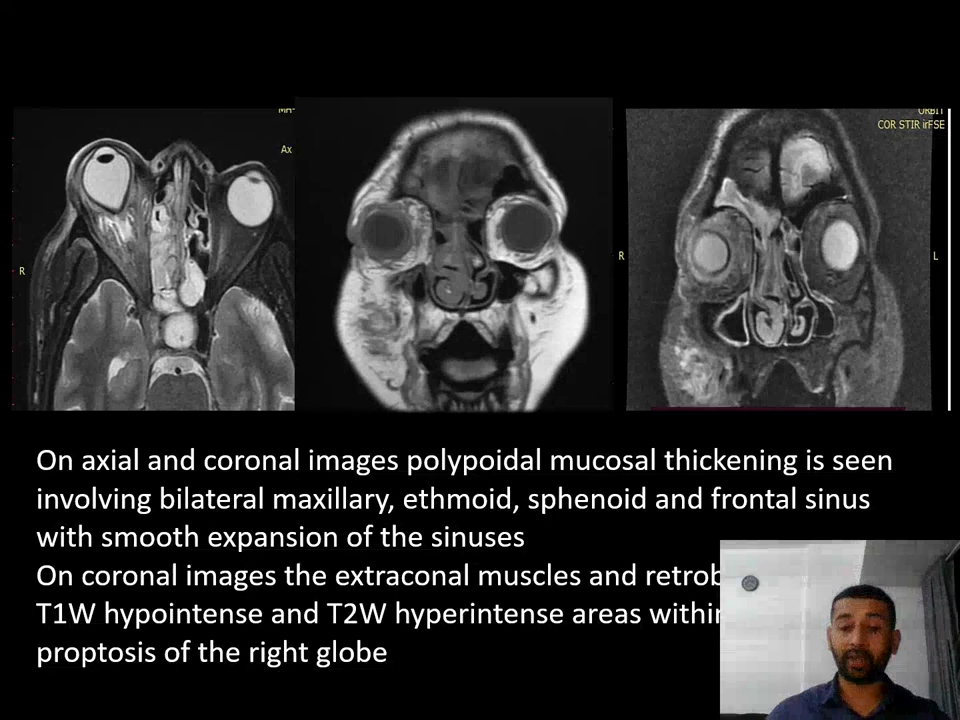 ORBIT
COR STIR irFSE
Ax
R
R
L
On axial and coronal images polypoidal mucosal thickening is seen
involving bilateral maxillary, ethmoid, sphenoid and frontal sinus
with smooth expansion of the sinuses
On coronal images the extraconal muscles and
T1W hypointense and T2W hyperintense areas
proptosis of the right globe